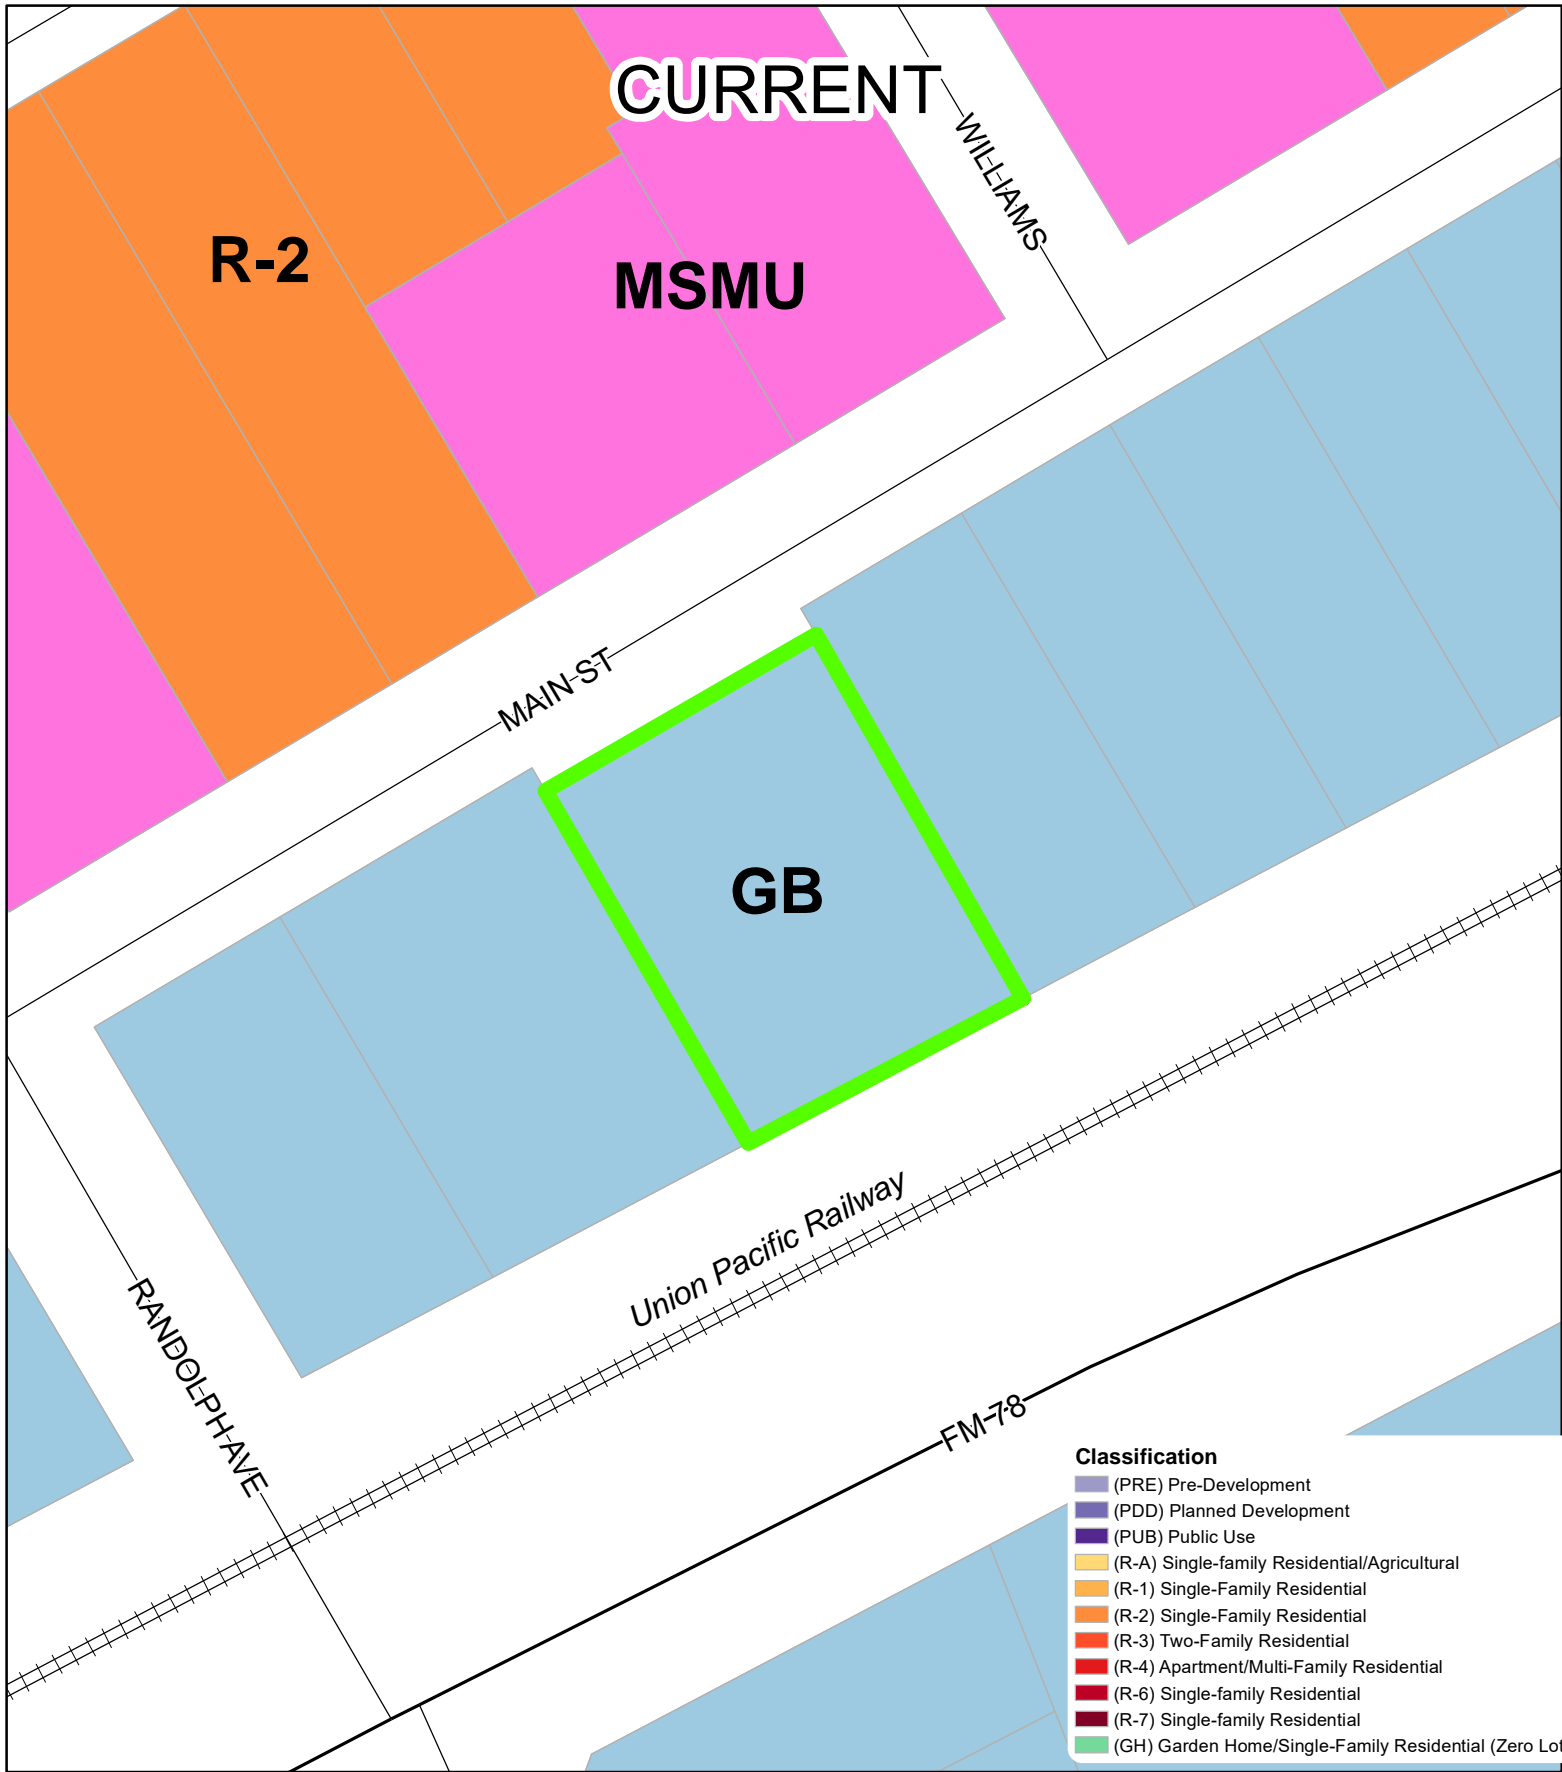 CURRENT
WILLIAMS
R-2
MSMU
MAIN ST
GB
Union Pacific Railway
RANDOLPH AVE
FM-78
Classification
(PRE) Pre-Development
(PDD) Planned Development
(PUB) Public Use
(R-A) Single-family Residential/Agricultural
(R-1) Single-Family Residential
(R-2) Single-Family Residential
(R-3) Two-Family Residential
(R-4) Apartment/Multi-Family Residential
(R-6) Single-family Residential
(R-7) Single-family Residential
(GH) Garden Home/Single-Family Residential (Zero Lot